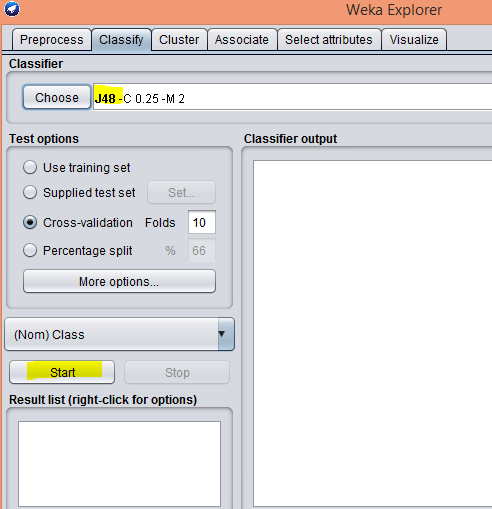 Weka Explorer
Preprocess Classify Cluster Associate Select attributes Visualize
Classifier
Choose J48 -C 0.25 -M 2
Test options
Use training set
Supplied test set Set...
Cross-validation Folds 10
Percentage split % 66
More options...
(Nom) Class
Start Stop
Result list (right-click for options)
Classifier output